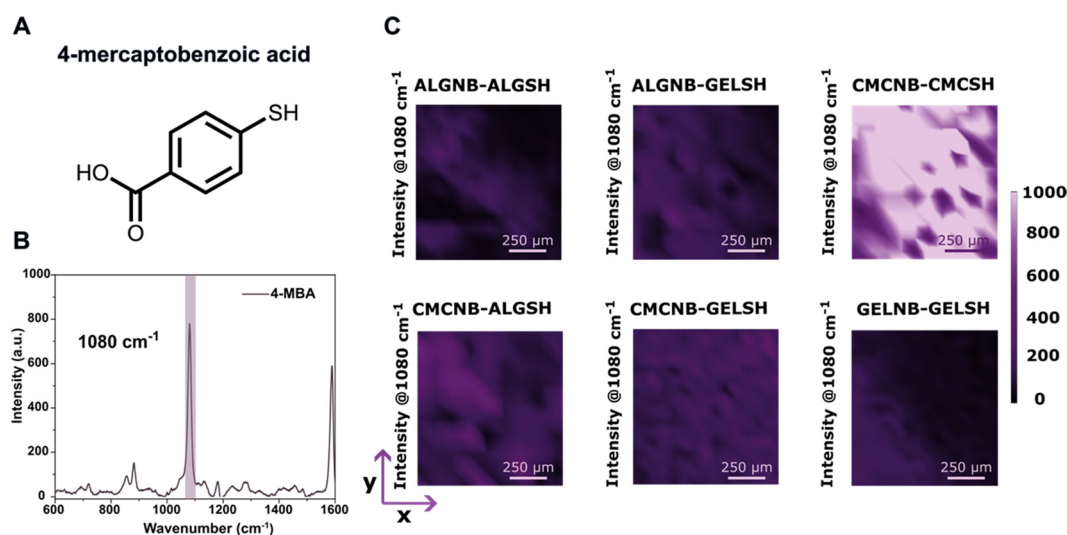 A
4-mercaptobenzoic acid
SH
HO
O
B
1000
800
600
400
200
0
600
800
1000
1200
1400
1600
Intensity (a.u.)
Wavenumber (cm-1)
1080 cm-1
4-MBA
C
ALGNB-ALGSH
Intensity @1080 cm-1
250 µm
ALGNB-GELSH
Intensity @1080 cm-1
250 µm
CMCNB-CMCSH
Intensity @1080 cm-1
250 µm
CMCNB-ALGSH
Intensity @1080 cm-1
250 µm
CMCNB-GELSH
Intensity @1080 cm-1
250 µm
GELNB-GELSH
Intensity @1080 cm-1
250 µm
y
x
1000
800
600
400
200
0